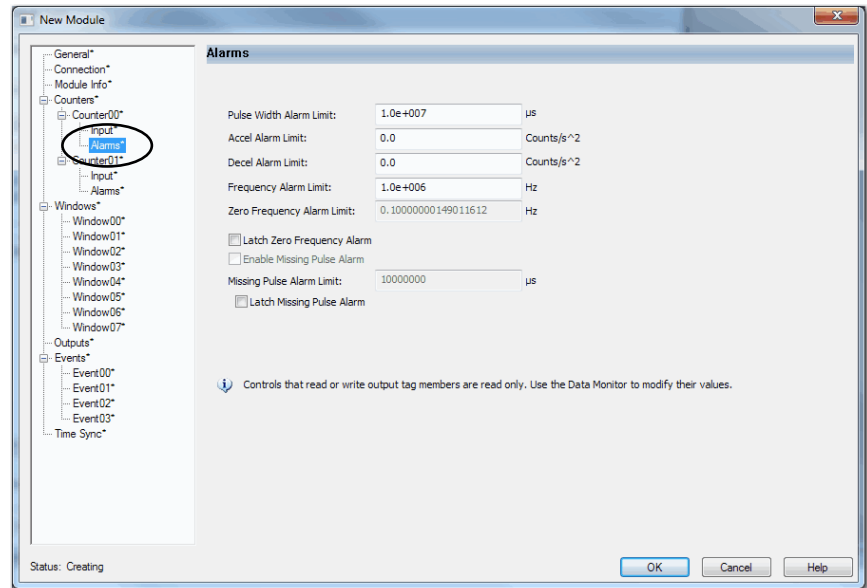 New Module
General*
Connection*
Module Info*
Counters*
Counter00*
Input*
Alarms*
Counter01*
Input*
Alarms*
Windows*
Window00*
Window01*
Window02*
Window03*
Window04*
Window05*
Window06*
Window07*
Outputs*
Events*
Event00*
Event01*
Event02*
Event03*
Time Sync*
Alarms
Pulse Width Alarm Limit: 1.0e+007 µs
Accel Alarm Limit: 0.0 Counts/s^2
Decel Alarm Limit: 0.0 Counts/s^2
Frequency Alarm Limit: 1.0e+006 Hz
Zero Frequency Alarm Limit: 0.10000000149011612 Hz
Latch Zero Frequency Alarm
Enable Missing Pulse Alarm
Missing Pulse Alarm Limit: 10000000 µs
Latch Missing Pulse Alarm
Controls that read or write output tag members are read only. Use the Data Monitor to modify their values.
Status: Creating
OK Cancel Help